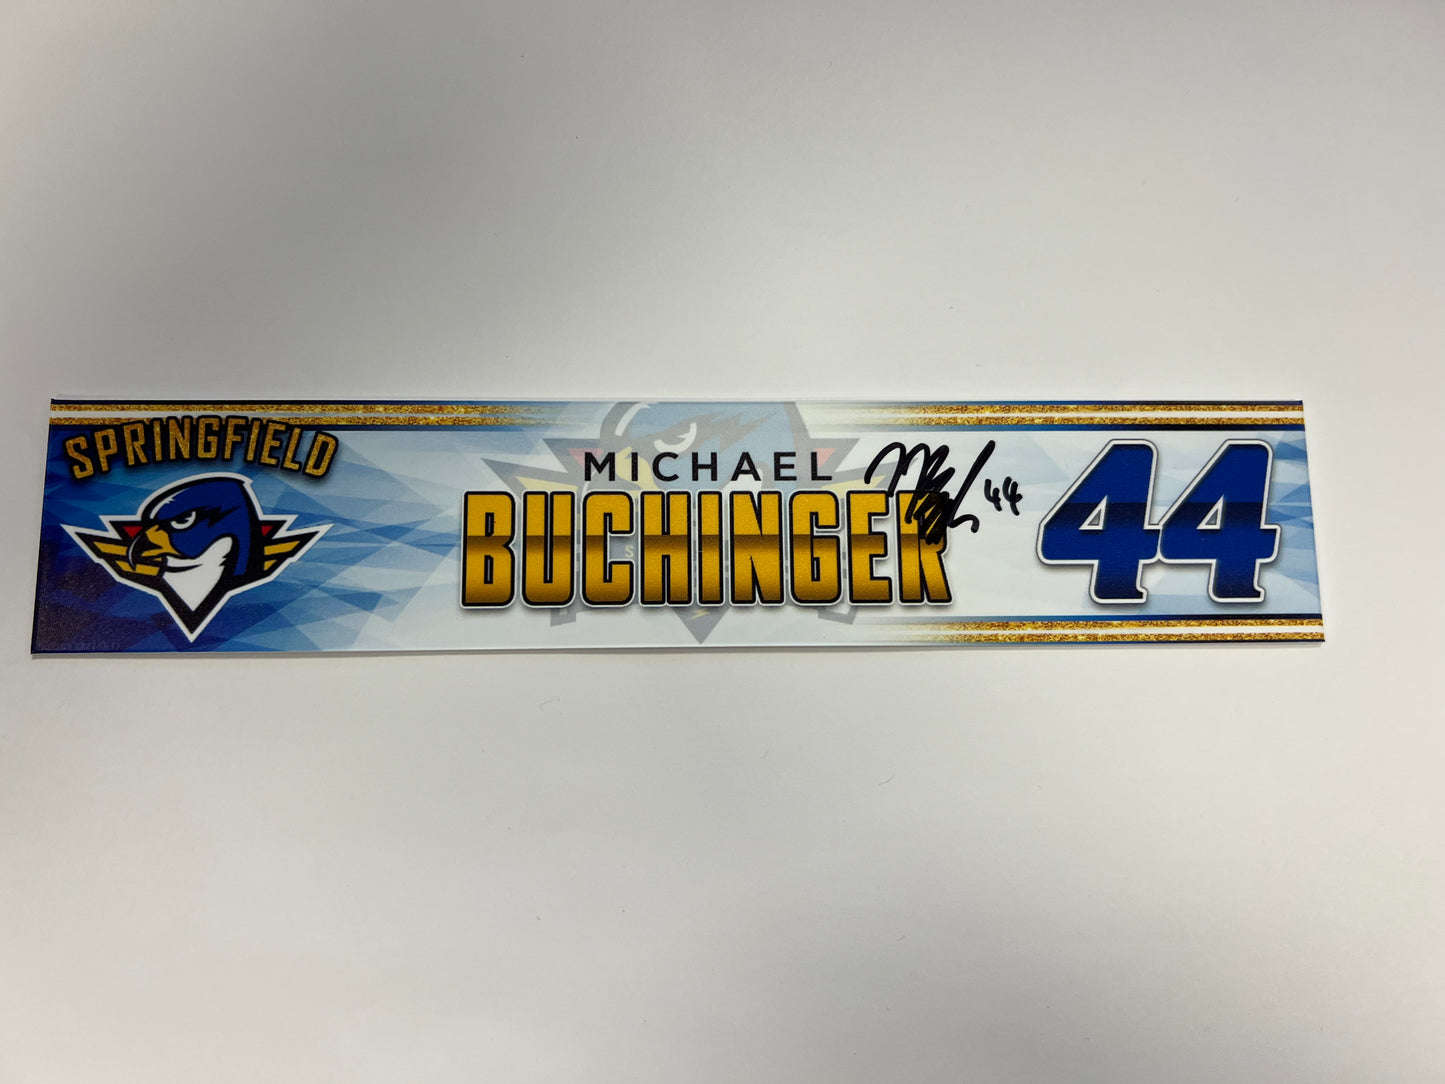 SPRINGFIELD
MICHAEL
BUCHINGER
44
44